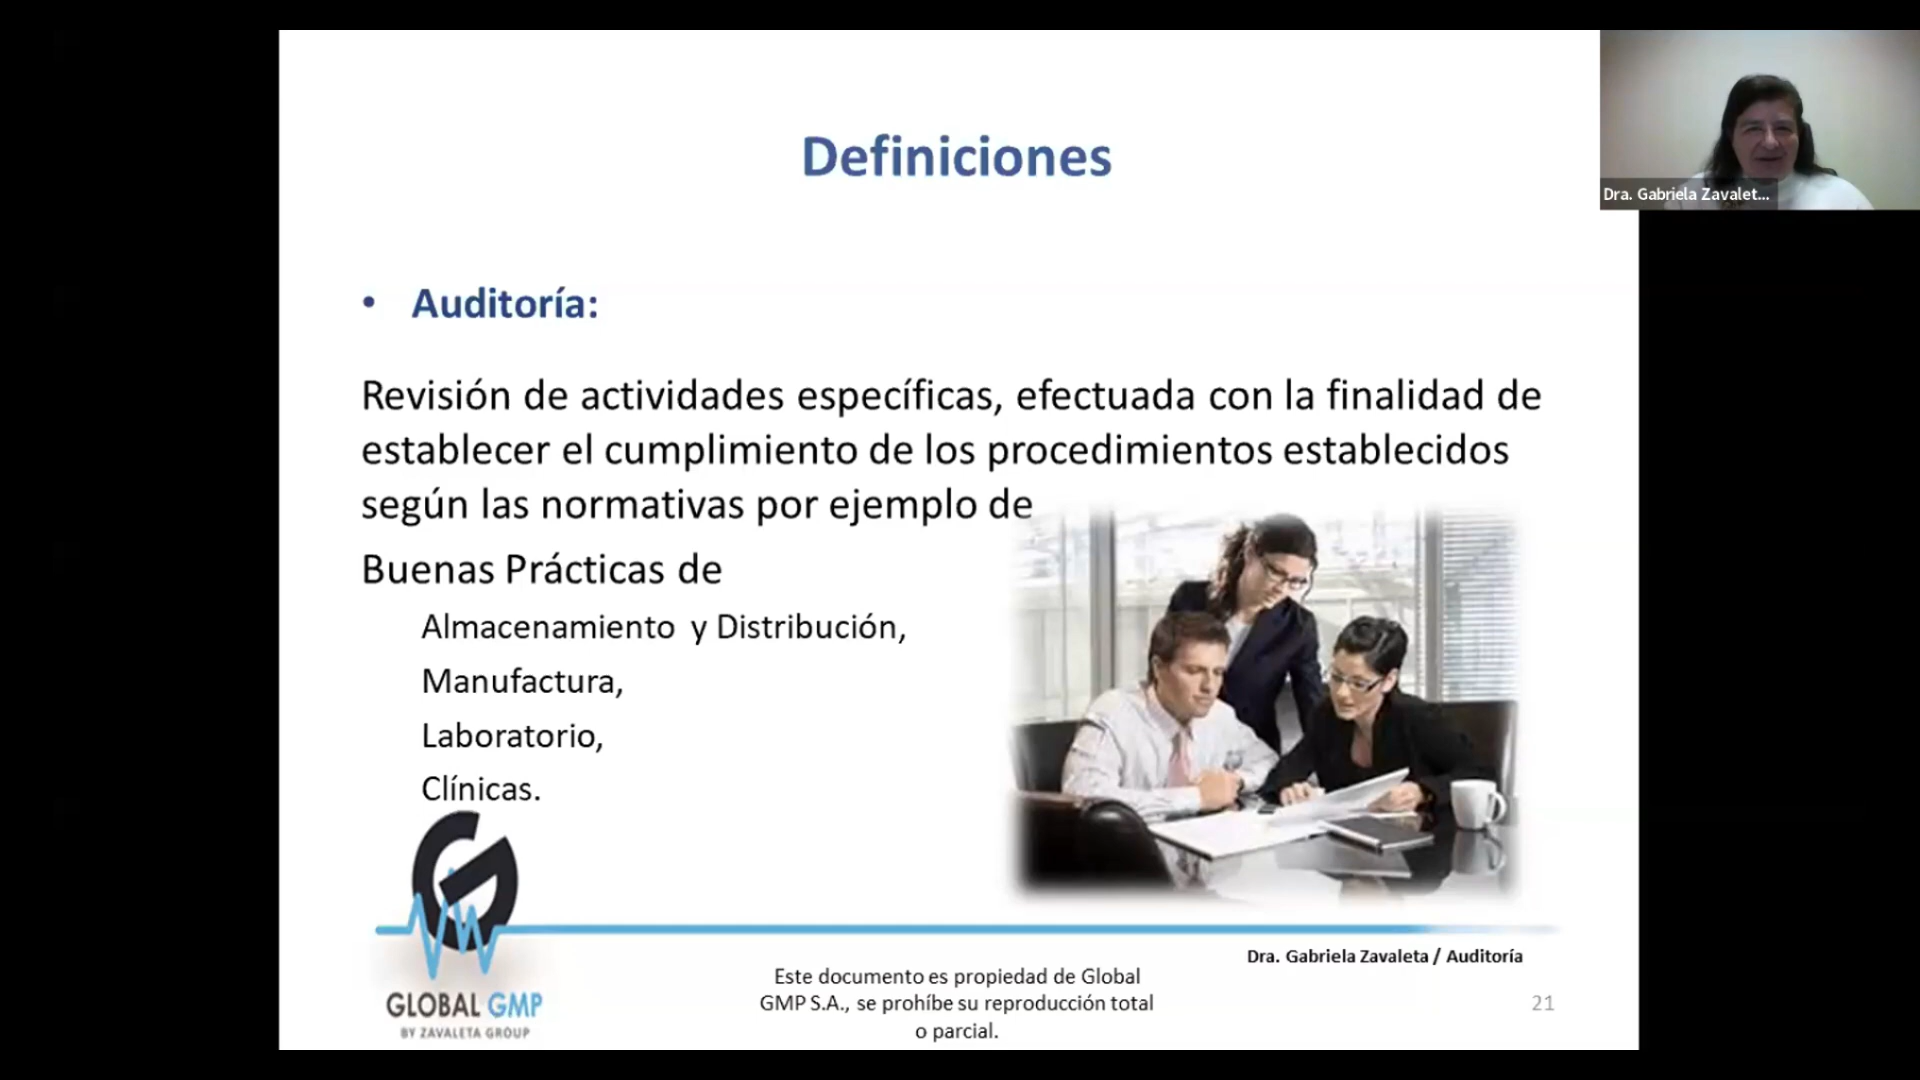 Definiciones
Dra. Gabriela Zavalet...
• Auditoría:
Revisión de actividades específicas, efectuada con la finalidad de
establecer el cumplimiento de los procedimientos establecidos
según las normativas por ejemplo de
Buenas Prácticas de
Almacenamiento y Distribución,
Manufactura,
Laboratorio,
Clínicas.
Dra. Gabriela Zavaleta / Auditoría
Este documento es propiedad de Global
GMP S.A., se prohíbe su reproducción total
o parcial.
21
GLOBAL GMP
BY ZAVALETA GROUP